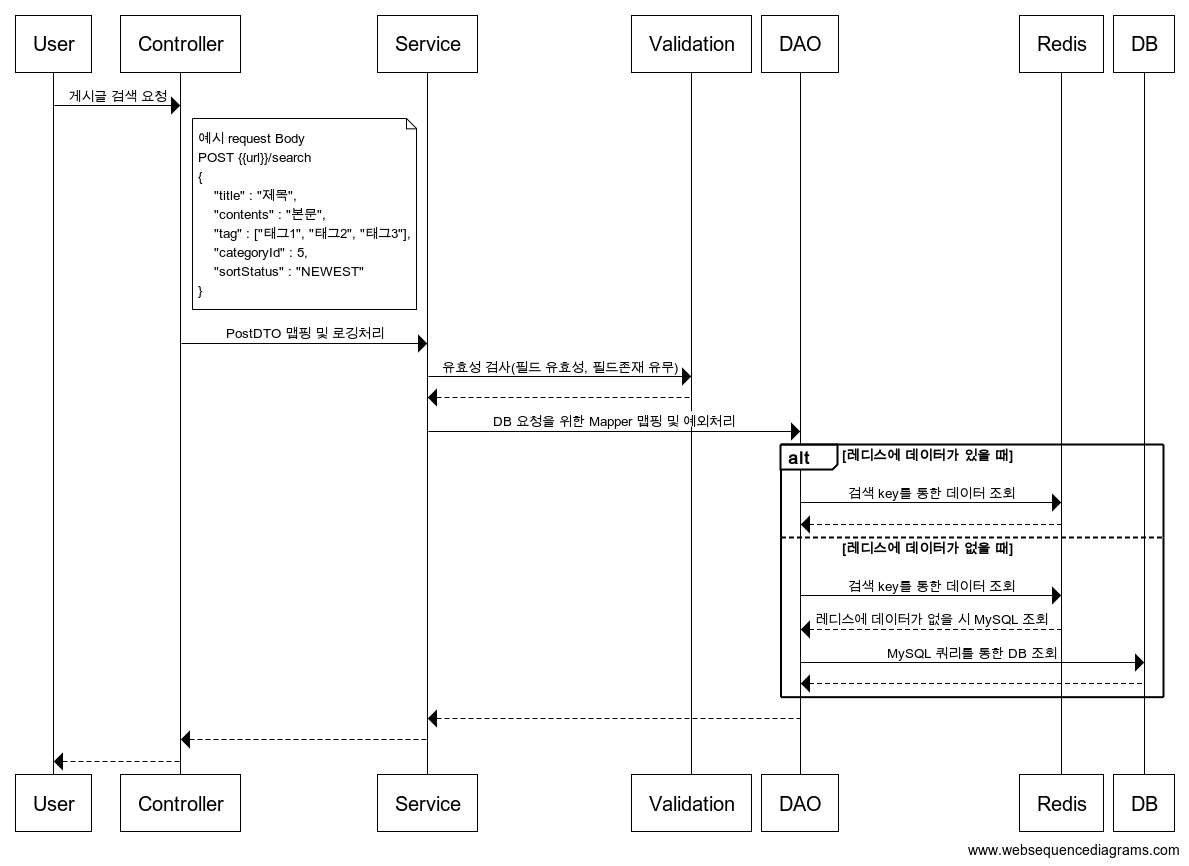 User
Controller
Service
Validation
DAO
Redis
DB
게시글 검색 요청
예시 request Body
POST {{url}}/search
{
"title" : "제목",
"contents" : "본문",
"tag" : ["태그1", "태그2", "태그3"],
"categoryId" : 5,
"sortStatus" : "NEWEST"
}
PostDTO 맵핑 및 로깅처리
유효성 검사(필드 유효성, 필드존재 유무)
DB 요청을 위한 Mapper 맵핑 및 예외처리
alt
[레디스에 데이터가 있을 때]
검색 key를 통한 데이터 조회
[레디스에 데이터가 없을 때]
검색 key를 통한 데이터 조회
레디스에 데이터가 없을 시 MySQL 조회
MySQL 쿼리를 통한 DB 조회
User
Controller
Service
Validation
DAO
Redis
DB
www.websequencediagrams.com